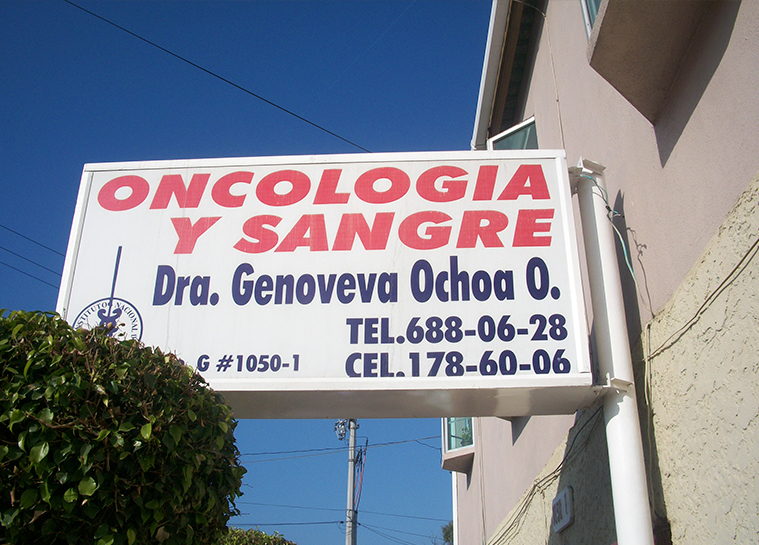 ONCOLOGIA
Y SANGRE
Dra. Genoveva Ochoa O.
TEL.688-06-28
G #1050-1
CEL.178-60-06